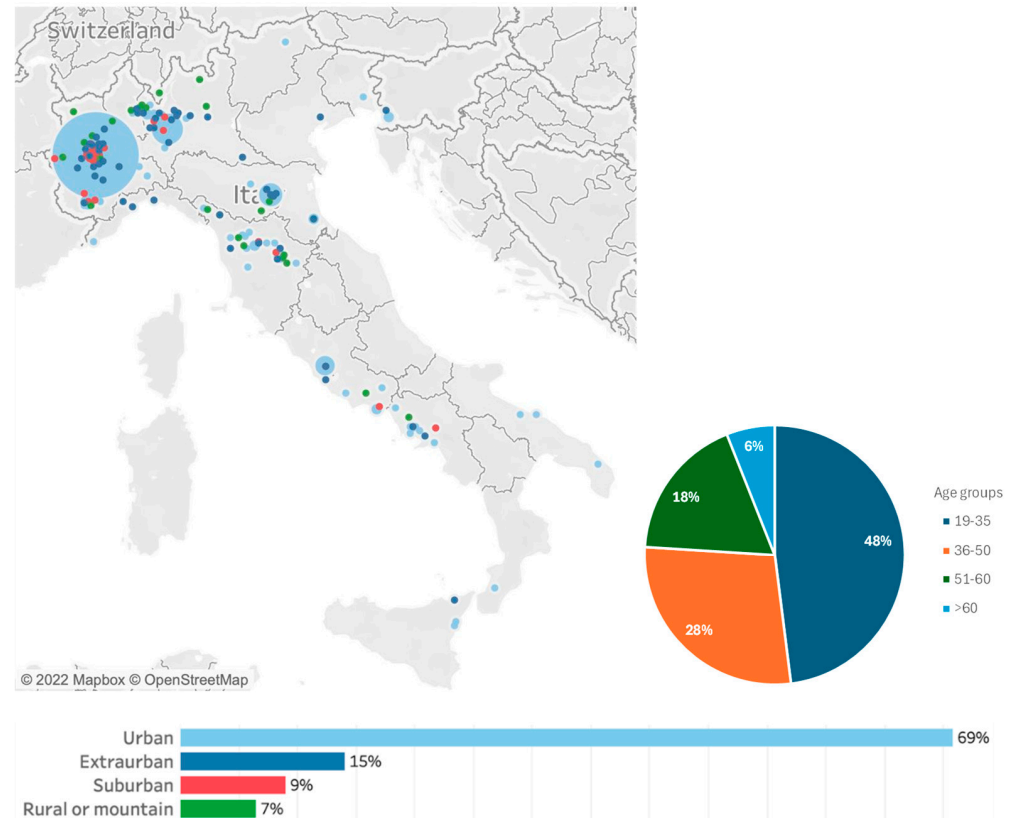 Switzerland
Ita
6%
18%
48%
28%
Age groups
19-35
36-50
51-60
>60
© 2022 Mapbox © OpenStreetMap
Urban 69%
Extraurban 15%
Suburban 9%
Rural or mountain 7%